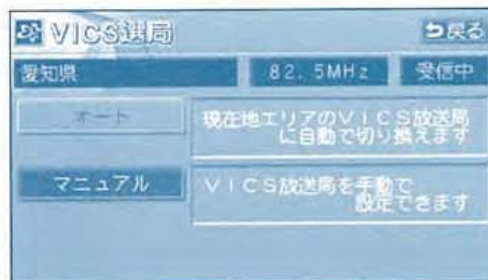 VICS選局
戻る
愛知県 82.5MHz 受信中
オート
現在地エリアのVICS放送局
に自動で切り換えます
マニュアル
VICS放送局を手動で
設定できます